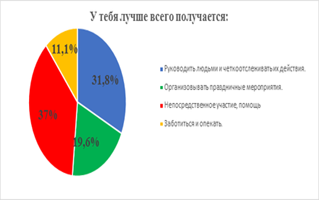 У тебя лучше всего получается:
11,1%
31,8%
37%
19,6%
Руководить людьми и четкоотслеживать их действия.
Организовывать праздничные мероприятия.
Непосредственное участие, помощь
Заботиться и опекать.